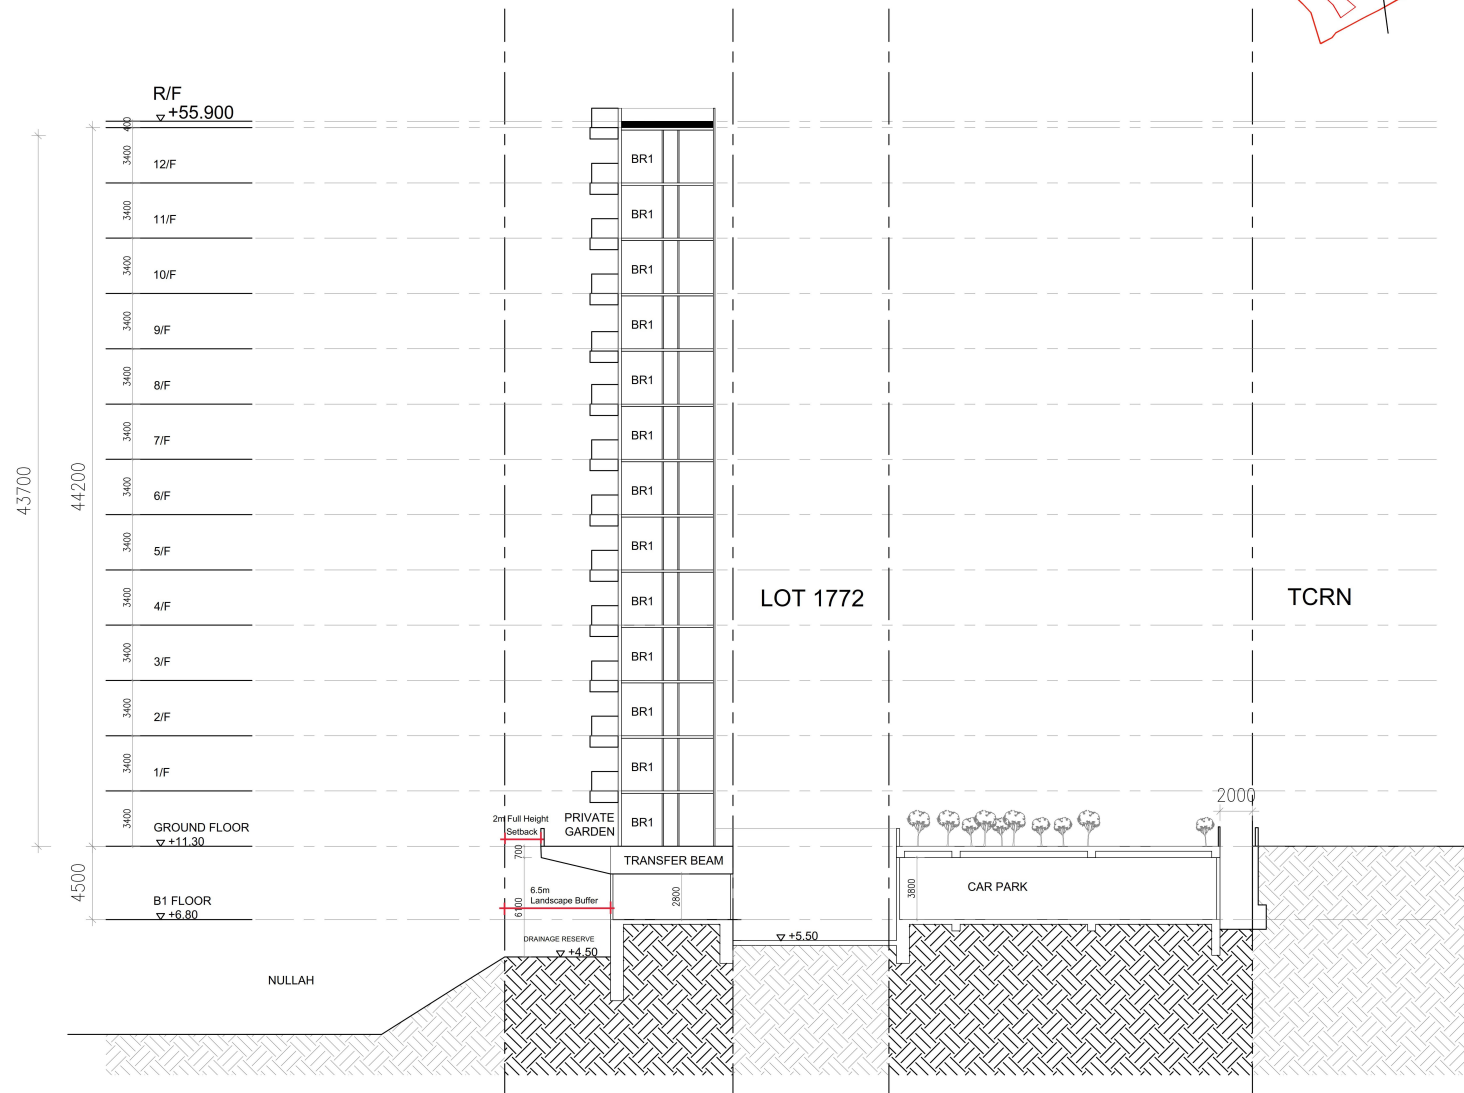 R/F
+55.900
400
3400
12/F
BR1
3400
11/F
BR1
3400
10/F
BR1
3400
9/F
BR1
3400
8/F
BR1
3400
7/F
BR1
43700
44200
3400
6/F
BR1
3400
5/F
BR1
3400
4/F
BR1
LOT 1772
TCRN
3400
3/F
BR1
3400
2/F
BR1
3400
1/F
BR1
2000
3400
GROUND FLOOR
+11.30
2m Full Height
Setback
PRIVATE
GARDEN
BR1
700
TRANSFER BEAM
4500
B1 FLOOR
+6.80
6.5m
Landscape Buffer
6100
2800
3800
CAR PARK
DRAINAGE RESERVE
+4.50
+5.50
NULLAH